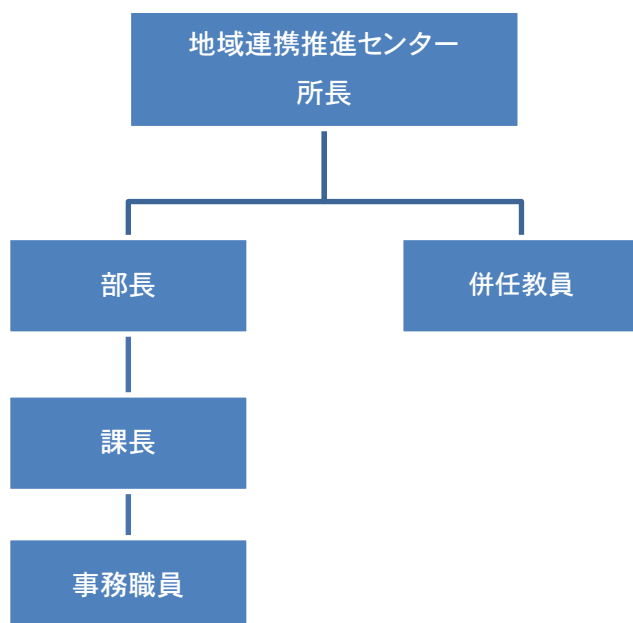 地域連携推進センター
所長
部長
併任教員
課長
事務職員